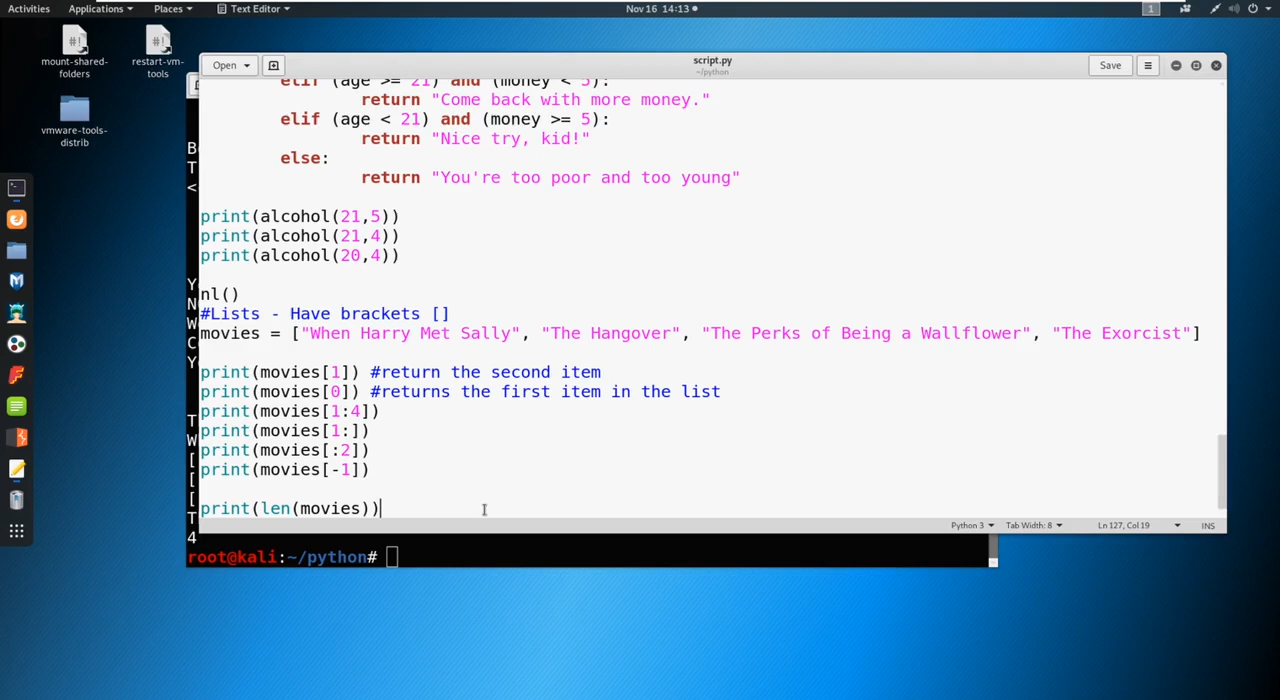 Activities Applications Places Text Editor Nov 16 14:13 1
mount-shared-folders
restart-vm-tools
vmware-tools-distrib
Open script.py Save
~/python
elif (age >= 21) and (money < 5):
return "Come back with more money."
elif (age < 21) and (money >= 5):
return "Nice try, kid!"
else:
return "You're too poor and too young"
print(alcohol(21,5))
print(alcohol(21,4))
print(alcohol(20,4))
nl()
#Lists - Have brackets []
movies = ["When Harry Met Sally", "The Hangover", "The Perks of Being a Wallflower", "The Exorcist"]
print(movies[1]) #return the second item
print(movies[0]) #returns the first item in the list
print(movies[1:4])
print(movies[1:])
print(movies[:2])
print(movies[-1])
print(len(movies))
Python 3 Tab Width: 8 Ln 127, Col 19 INS
4
root@kali:~/python#